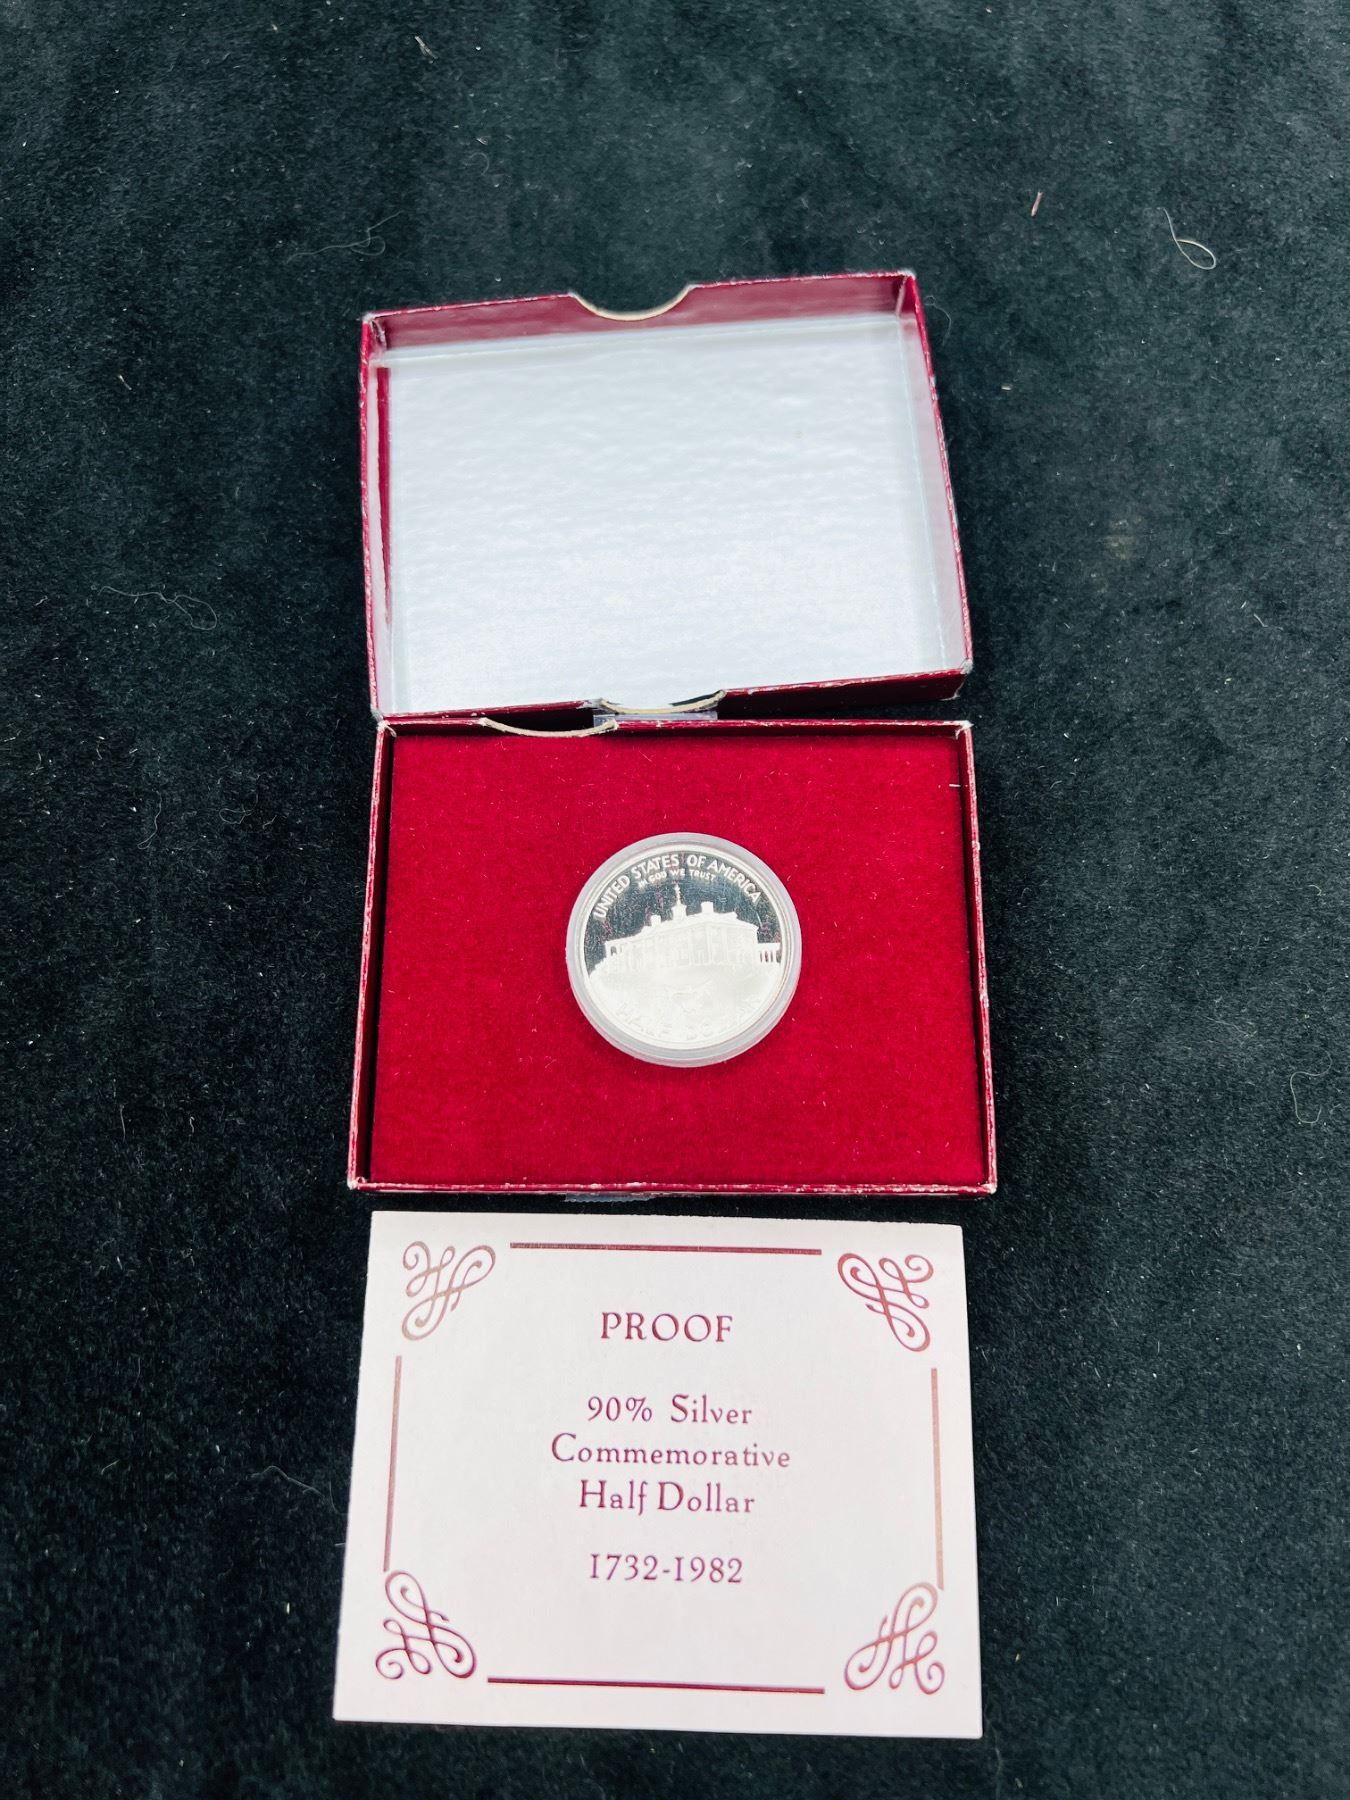 UNITED STATES OF AMERICA
IN GOD WE TRUST
HALF DOLLAR
PROOF
90% Silver
Commemorative
Half Dollar
1732-1982